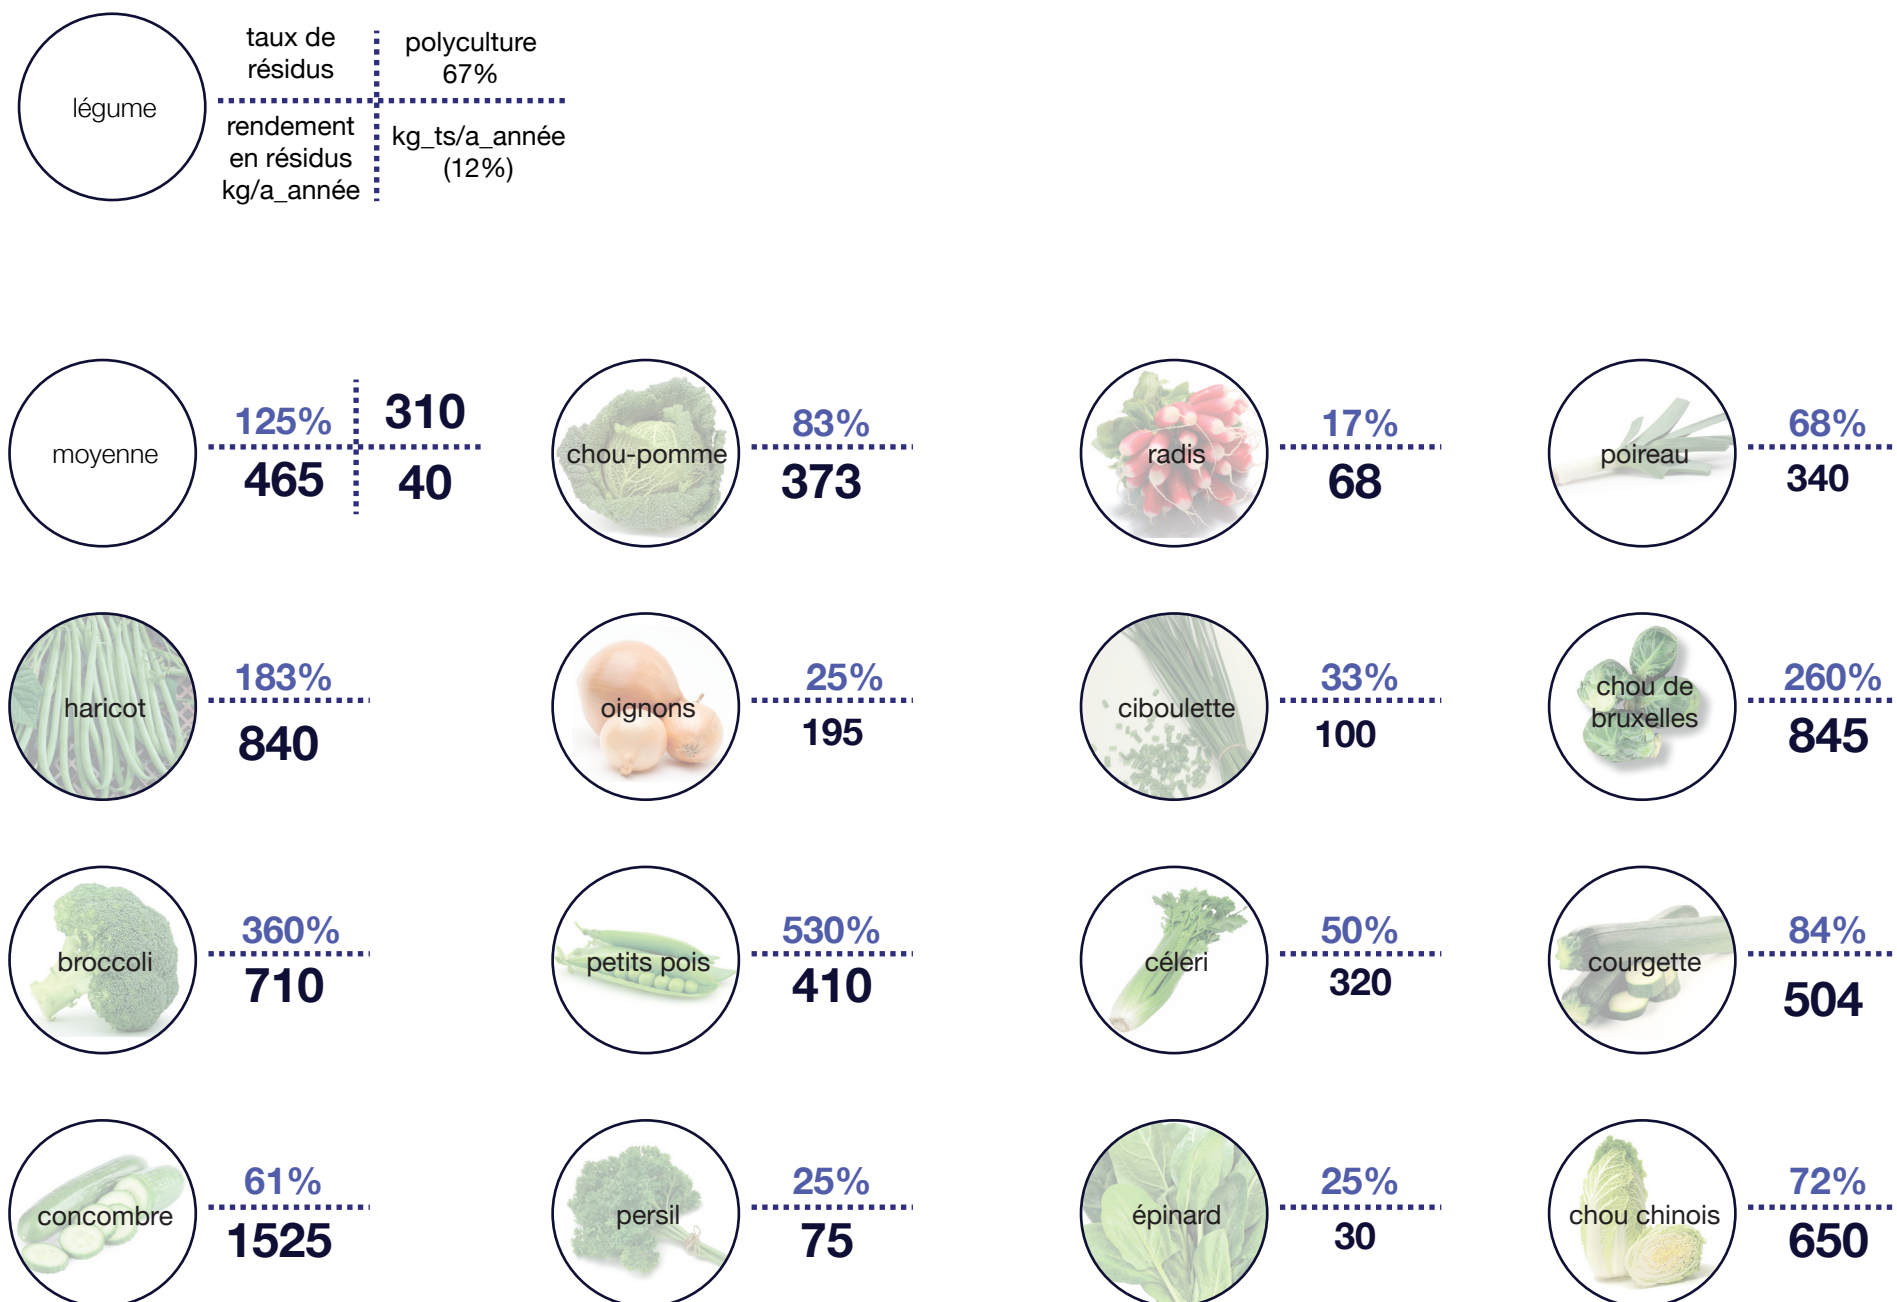 légume
taux de
résidus
polyculture
67%
rendement
en résidus
kg/a_année
kg_ts/a_année
(12%)
moyenne
125%
310
465
40
chou-pomme
83%
373
radis
17%
68
poireau
68%
340
haricot
183%
840
oignons
25%
195
ciboulette
33%
100
chou de
bruxelles
260%
845
broccoli
360%
710
petits pois
530%
410
céleri
50%
320
courgette
84%
504
concombre
61%
1525
persil
25%
75
épinard
25%
30
chou chinois
72%
650